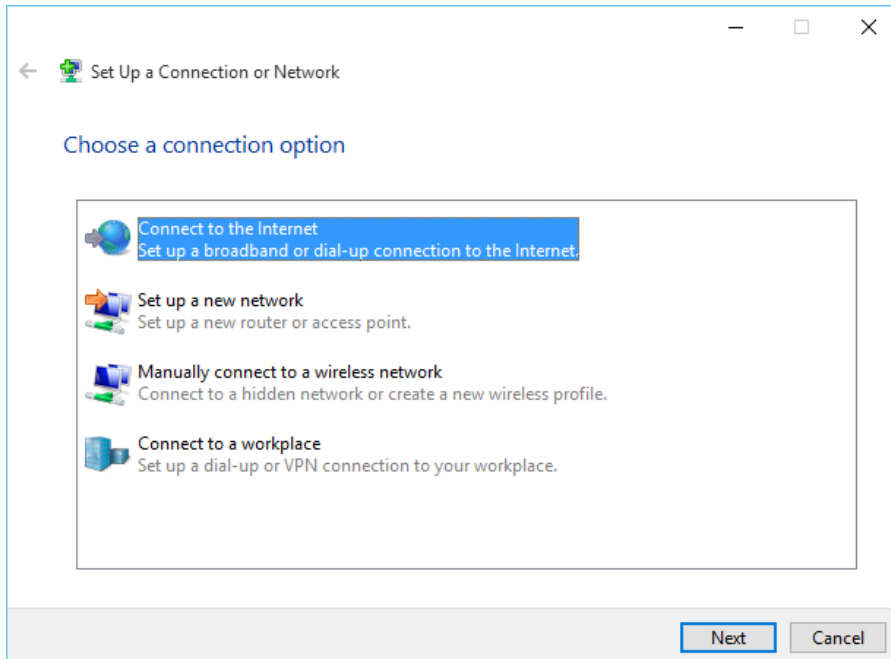 Set Up a Connection or Network
Choose a connection option
Connect to the Internet
Set up a broadband or dial-up connection to the Internet.
Set up a new network
Set up a new router or access point.
Manually connect to a wireless network
Connect to a hidden network or create a new wireless profile.
Connect to a workplace
Set up a dial-up or VPN connection to your workplace.
Next Cancel